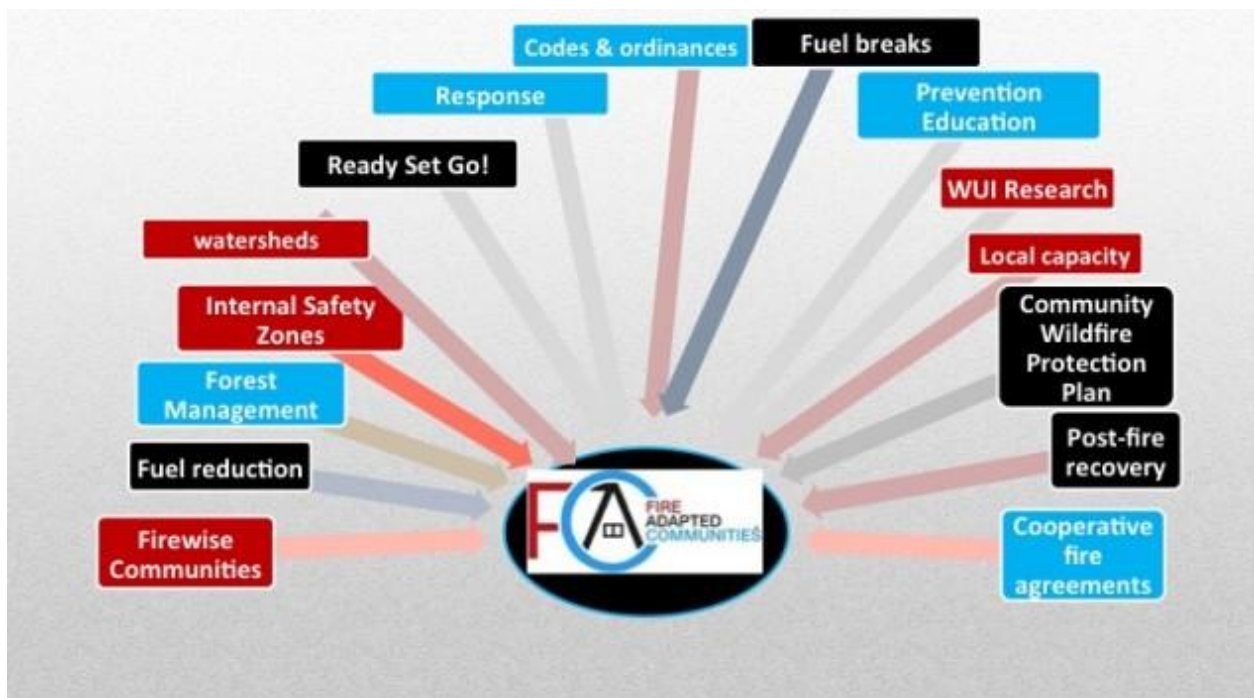 Codes & ordinances
Fuel breaks
Response
Prevention
Education
Ready Set Go!
WUI Research
watersheds
Local capacity
Internal Safety
Zones
Community
Wildfire
Protection
Plan
Forest
Management
Post-fire
recovery
Fuel reduction
Firewise
Communities
FCA
FIRE
ADAPTED
COMMUNITIES
Cooperative
fire
agreements